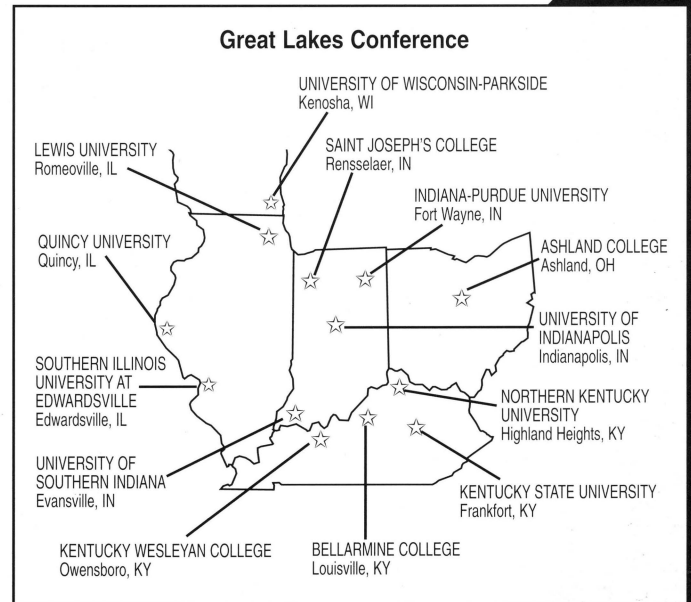 Great Lakes Conference
UNIVERSITY OF WISCONSIN-PARKSIDE
Kenosha, WI
LEWIS UNIVERSITY
Romeoville, IL
SAINT JOSEPH'S COLLEGE
Rensselaer, IN
INDIANA-PURDUE UNIVERSITY
Fort Wayne, IN
QUINCY UNIVERSITY
Quincy, IL
ASHLAND COLLEGE
Ashland, OH
UNIVERSITY OF
INDIANAPOLIS
Indianapolis, IN
SOUTHERN ILLINOIS
UNIVERSITY AT
EDWARDSVILLE
Edwardsville, IL
NORTHERN KENTUCKY
UNIVERSITY
Highland Heights, KY
UNIVERSITY OF
SOUTHERN INDIANA
Evansville, IN
KENTUCKY STATE UNIVERSITY
Frankfort, KY
KENTUCKY WESLEYAN COLLEGE
Owensboro, KY
BELLARMINE COLLEGE
Louisville, KY